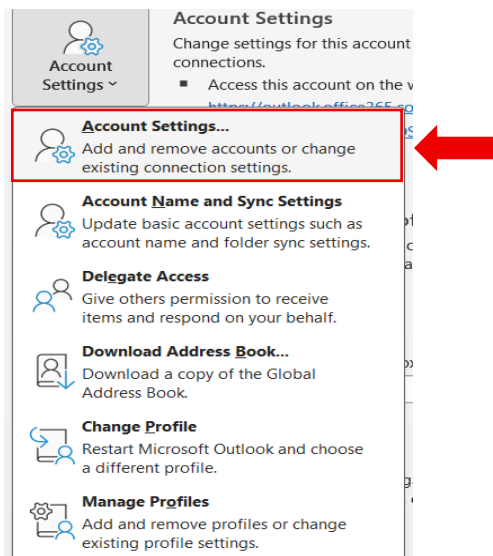 Account Settings
Change settings for this account
connections.
Account
Settings
■ Access this account on the
https://outlook.office365.co
Account Settings...
Add and remove accounts or change
existing connection settings.
Account Name and Sync Settings
Update basic account settings such as
account name and folder sync settings.
Delegate Access
Give others permission to receive
items and respond on your behalf.
Download Address Book...
Download a copy of the Global
Address Book.
Change Profile
Restart Microsoft Outlook and choose
a different profile.
Manage Profiles
Add and remove profiles or change
existing profile settings.